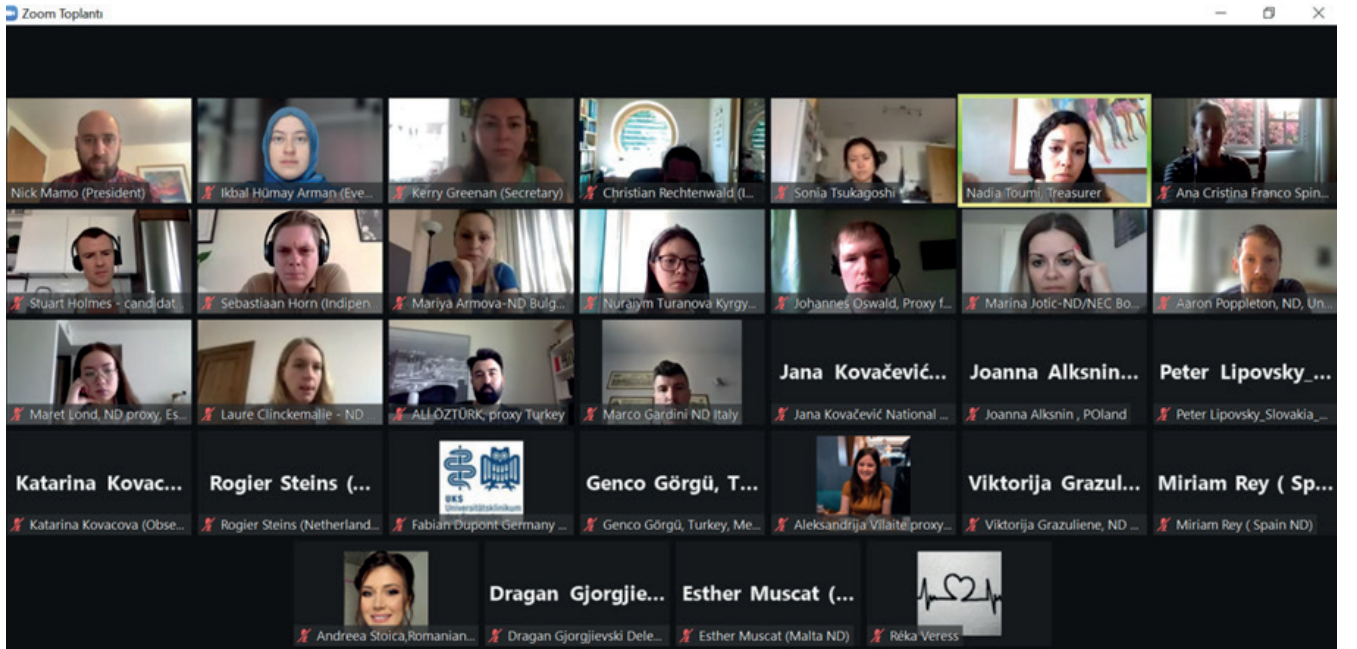 Zoom Toplantı
Nick Mamo (President)
Ikbal Hümay Arman (Eve...
Kerry Greenan (Secretary)
Christian Rechtenwald (I...
Sonia Tsukagoshi
Nadia Toumi, Treasurer
Ana Cristina Franco Spin...
Stuart Holmes - candidat...
Sebastiaan Horn (Indipen...
Mariya Armova-ND Bulg...
Nuraiym Turanova Kyrgy...
Johannes Oswald, Proxy f...
Marina Jotic-ND/NEC Bo...
Aaron Poppleton, ND, Un...
Maret Lond, ND proxy, Es...
Laure Clinckemalie - ND
ALİ ÖZTÜRK, proxy Turkey
Marco Gardini ND Italy
Jana Kovačević...
Jana Kovačević National ...
Joanna Alksnin...
Joanna Alksnin , POland
Peter Lipovsky_...
Peter Lipovsky_Slovakia_...
Katarina Kovac...
Katarina Kovacova (Obse...
Rogier Steins (...
Rogier Steins (Netherland...
UKS
Universitätsklinikum
Fabian Dupont Germany ...
Genco Görgü, T...
Genco Görgü, Turkey, Me...
Aleksandrija Vilaite proxy...
Viktorija Grazul...
Viktorija Grazuliene, ND ...
Miriam Rey ( Sp...
Miriam Rey ( Spain ND)
Andreea Stoica,Romanian...
Dragan Gjorgjie...
Dragan Gjorgjievski Dele...
Esther Muscat (...
Esther Muscat (Malta ND)
Réka Veress